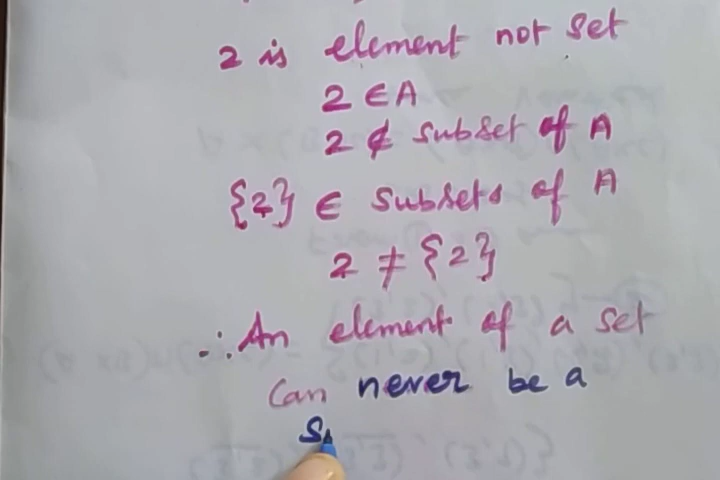 2 is element not set
2 ∈ A
2 ∉ subset of A
{2} ∈ subsets of A
2 ≠ {2}
∴ An element of a set
Can never be a
S